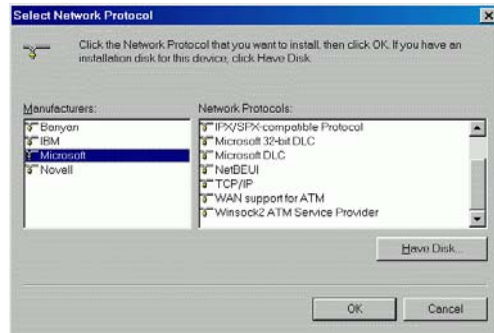 Select Network Protocol
Click the Network Protocol that you want to install, then click OK. If you have an
installation disk for this device, click Have Disk.
Manufacturers:
Banyan
IBM
Microsoft
Novell
Network Protocols:
IPX/SPX-compatible Protocol
Microsoft 32-bit DLC
Microsoft DLC
NetBEUI
TCP/IP
WAN support for ATM
Winsock2 ATM Service Provider
Have Disk...
OK
Cancel